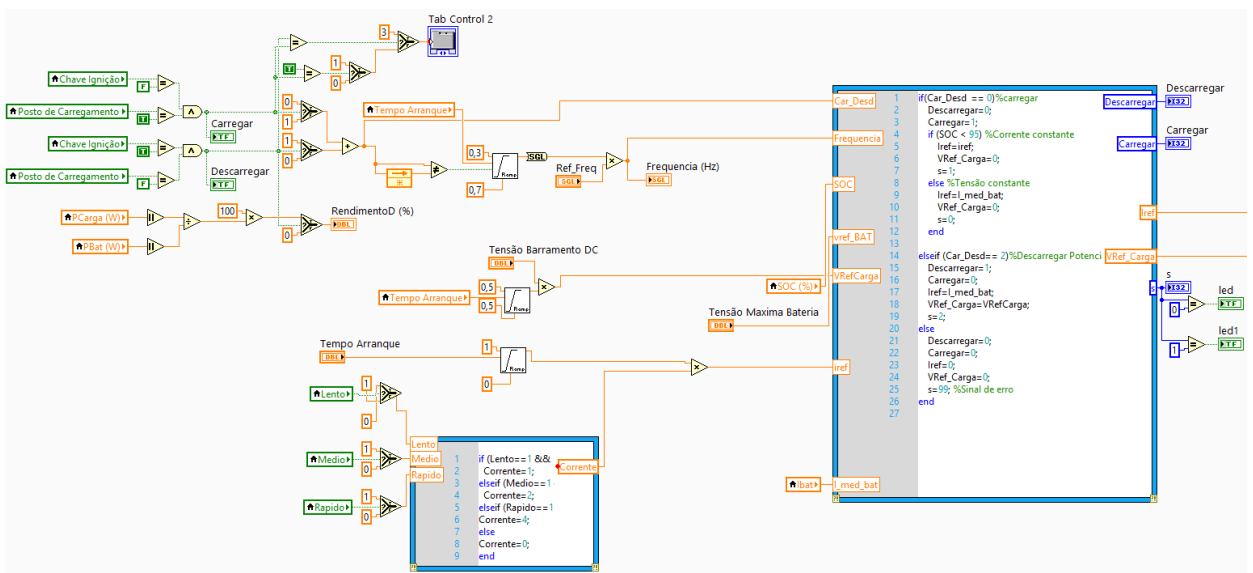 Tab Control 2
3
=
?
T
=
1
0
?
Chave Ignição
F
=
Posto de Carregamento
T
=
Chave Ignição
T
=
Posto de Carregamento
F
=
∧
Carregar
TF
∧
Descarregar
TF
0
1
?
1
0
?
+
≠
Tempo Arranque
0,3
0,7
Ramp
SGL
Ref_Freq
SGL
×
Frequencia (Hz)
SGL
PCarga (W)
||
PBat (W)
||
÷
100
×
0
?
RendimentoD (%)
DBL
Tensão Barramento DC
DBL
0,5
Tempo Arranque
0,5
Ramp
×
SOC (%)
Tensão Maxima Bateria
DBL
Tempo Arranque
DBL
1
0
Ramp
×
Lento
1
0
?
Medio
1
0
?
Rapido
1
0
?
Lento
Medio
Rapido
Corrente
1 if (Lento==1 &&
2 Corrente=1;
3 elseif (Medio==1
4 Corrente=2;
5 elseif (Rapido==1
6 Corrente=4;
7 else
8 Corrente=0;
9 end
Ibat
Car_Desd
Frequencia
SOC
vref_BAT
VRefCarga
iref
I_med_bat
1 if(Car_Desd == 0)%carregar
2 Descarregar=0;
3 Carregar=1;
4 if (SOC < 95) %Corrente constante
5 Iref=iref;
6 VRef_Carga=0;
7 s=1;
8 else %Tensão constante
9 Iref=I_med_bat;
10 VRef_Carga=0;
11 s=0;
12 end
13
14 elseif (Car_Desd== 2)%Descarregar Potenci
15 Descarregar=1;
16 Carregar=0;
17 Iref=I_med_bat;
18 VRef_Carga=VRefCarga;
19 s=2;
20 else
21 Descarregar=0;
22 Carregar=0;
23 Iref=0;
24 VRef_Carga=0;
25 s=99; %Sinal de erro
26 end
27
Descarregar
Carregar
Iref
VRef_Carga
s
Descarregar
I32
Carregar
I32
s
I32
0
=
led
TF
1
=
led1
TF